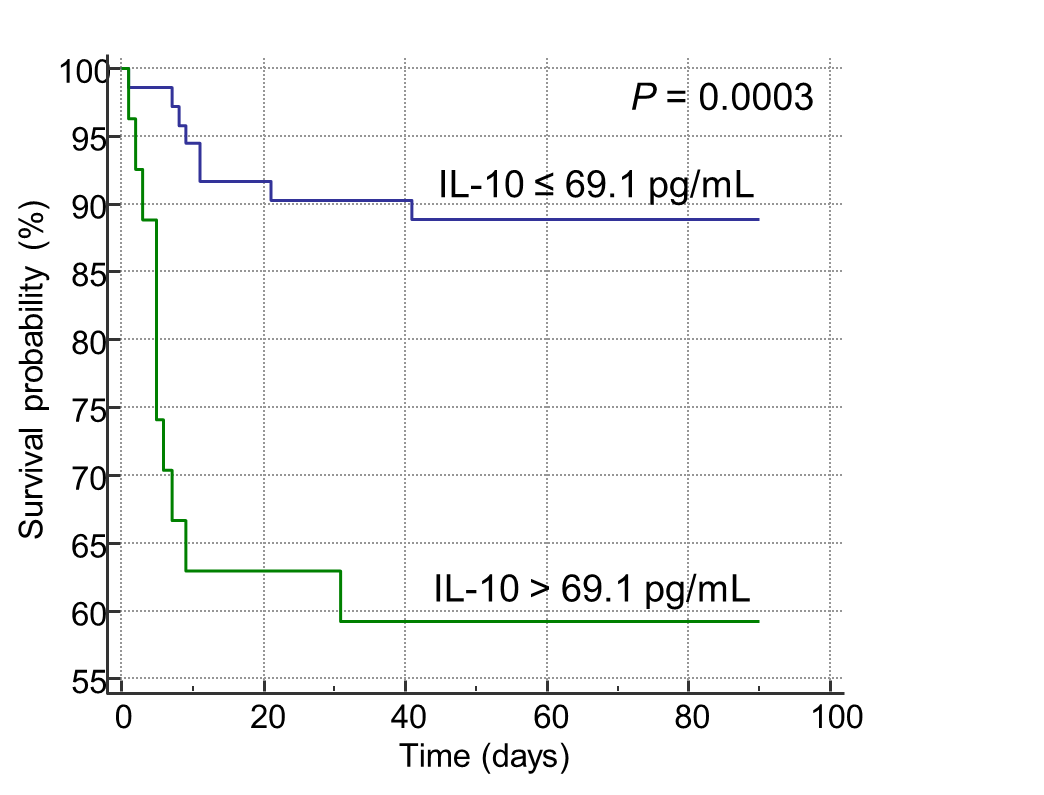 P = 0.0003
IL-10 ≤ 69.1 pg/mL
IL-10 > 69.1 pg/mL
Survival probability (%)
100
95
90
85
80
75
70
65
60
55
0 20 40 60 80 100
Time (days)